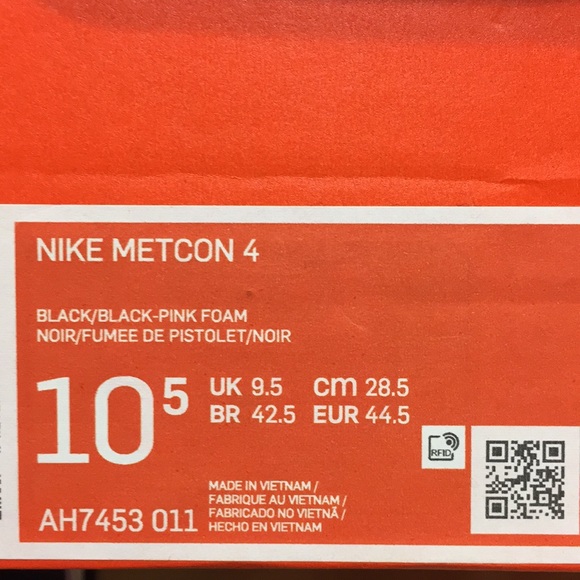 NIKE METCON 4
BLACK/BLACK-PINK FOAM
NOIR/FUMEE DE PISTOLET/NOIR
10⁵ UK 9.5 cm 28.5
BR 42.5 EUR 44.5
RFID
MADE IN VIETNAM /
FABRIQUE AU VIETNAM /
FABRICADO NO VIETNÃ /
HECHO EN VIETNAM
AH7453 011